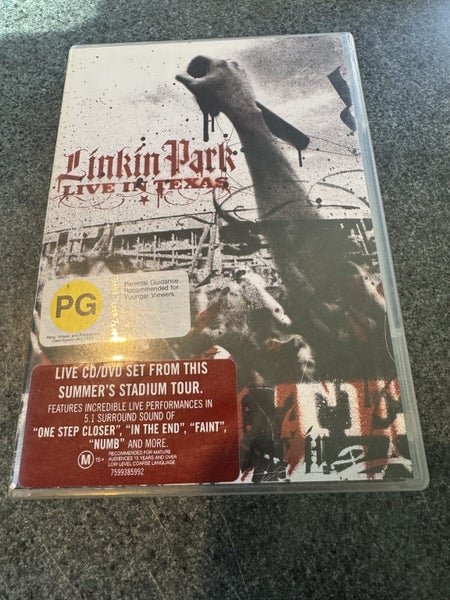 Linkin Park
LIVE IN TEXAS
PG
Parental Guidance
Recommended for
Younger Viewers.
LIVE CD/DVD SET FROM THIS
SUMMER'S STADIUM TOUR.
FEATURES INCREDIBLE LIVE PERFORMANCES IN
5.1 SURROUND SOUND OF
"ONE STEP CLOSER", "IN THE END", "FAINT",
"NUMB" AND MORE.
M 15+
RECOMMENDED FOR MATURE
AUDIENCES 15 YEARS AND OVER
LOW LEVEL COARSE LANGUAGE
7599385992